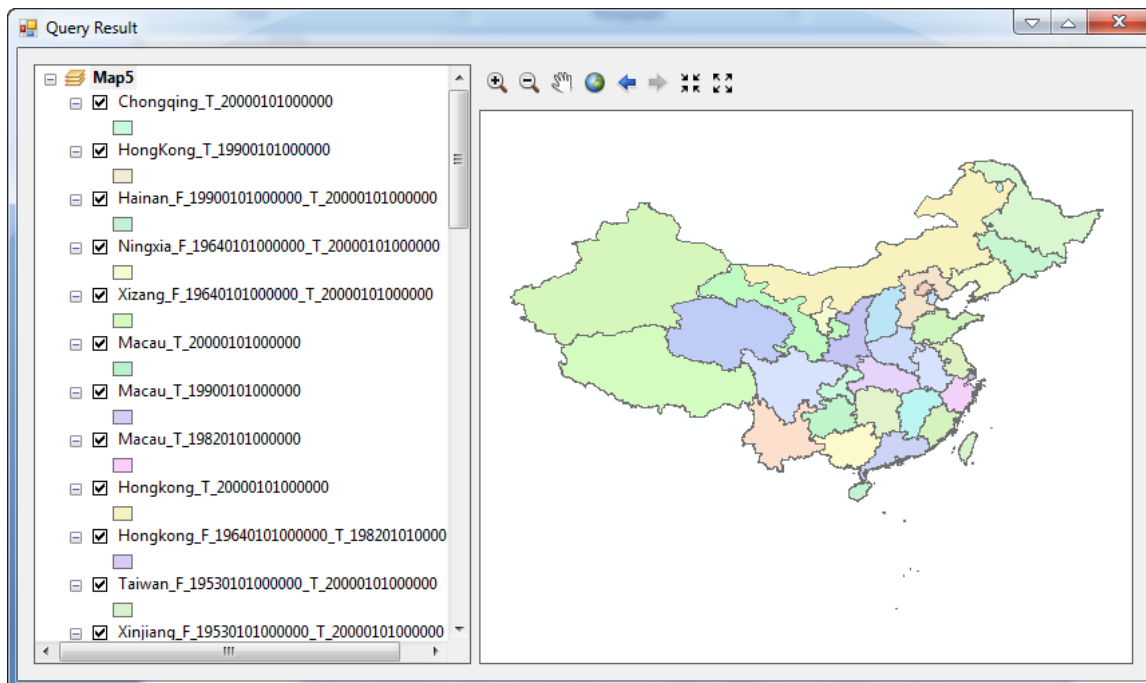 Query Result
Map5
Chongqing_T_20000101000000
HongKong_T_19900101000000
Hainan_F_19900101000000_T_20000101000000
Ningxia_F_19640101000000_T_20000101000000
Xizang_F_19640101000000_T_20000101000000
Macau_T_20000101000000
Macau_T_19900101000000
Macau_T_19820101000000
Hongkong_T_20000101000000
Hongkong_F_19640101000000_T_198201010000
Taiwan_F_19530101000000_T_20000101000000
Xinjiang_F_19530101000000_T_20000101000000